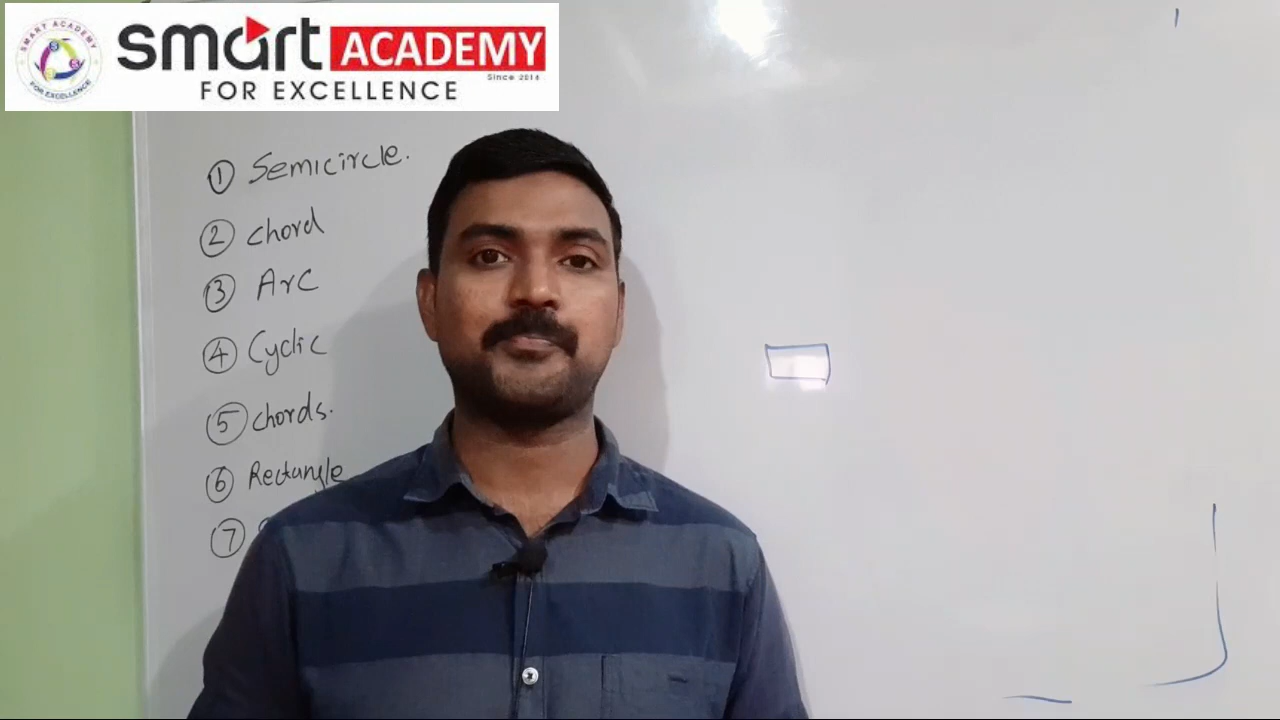 SMART ACADEMY
FOR EXCELLENCE
smart ACADEMY
Since 2014
FOR EXCELLENCE
1 Semicircle.
2 chord
3 Arc
4 Cyclic
5 chords.
6 Rectangle
7